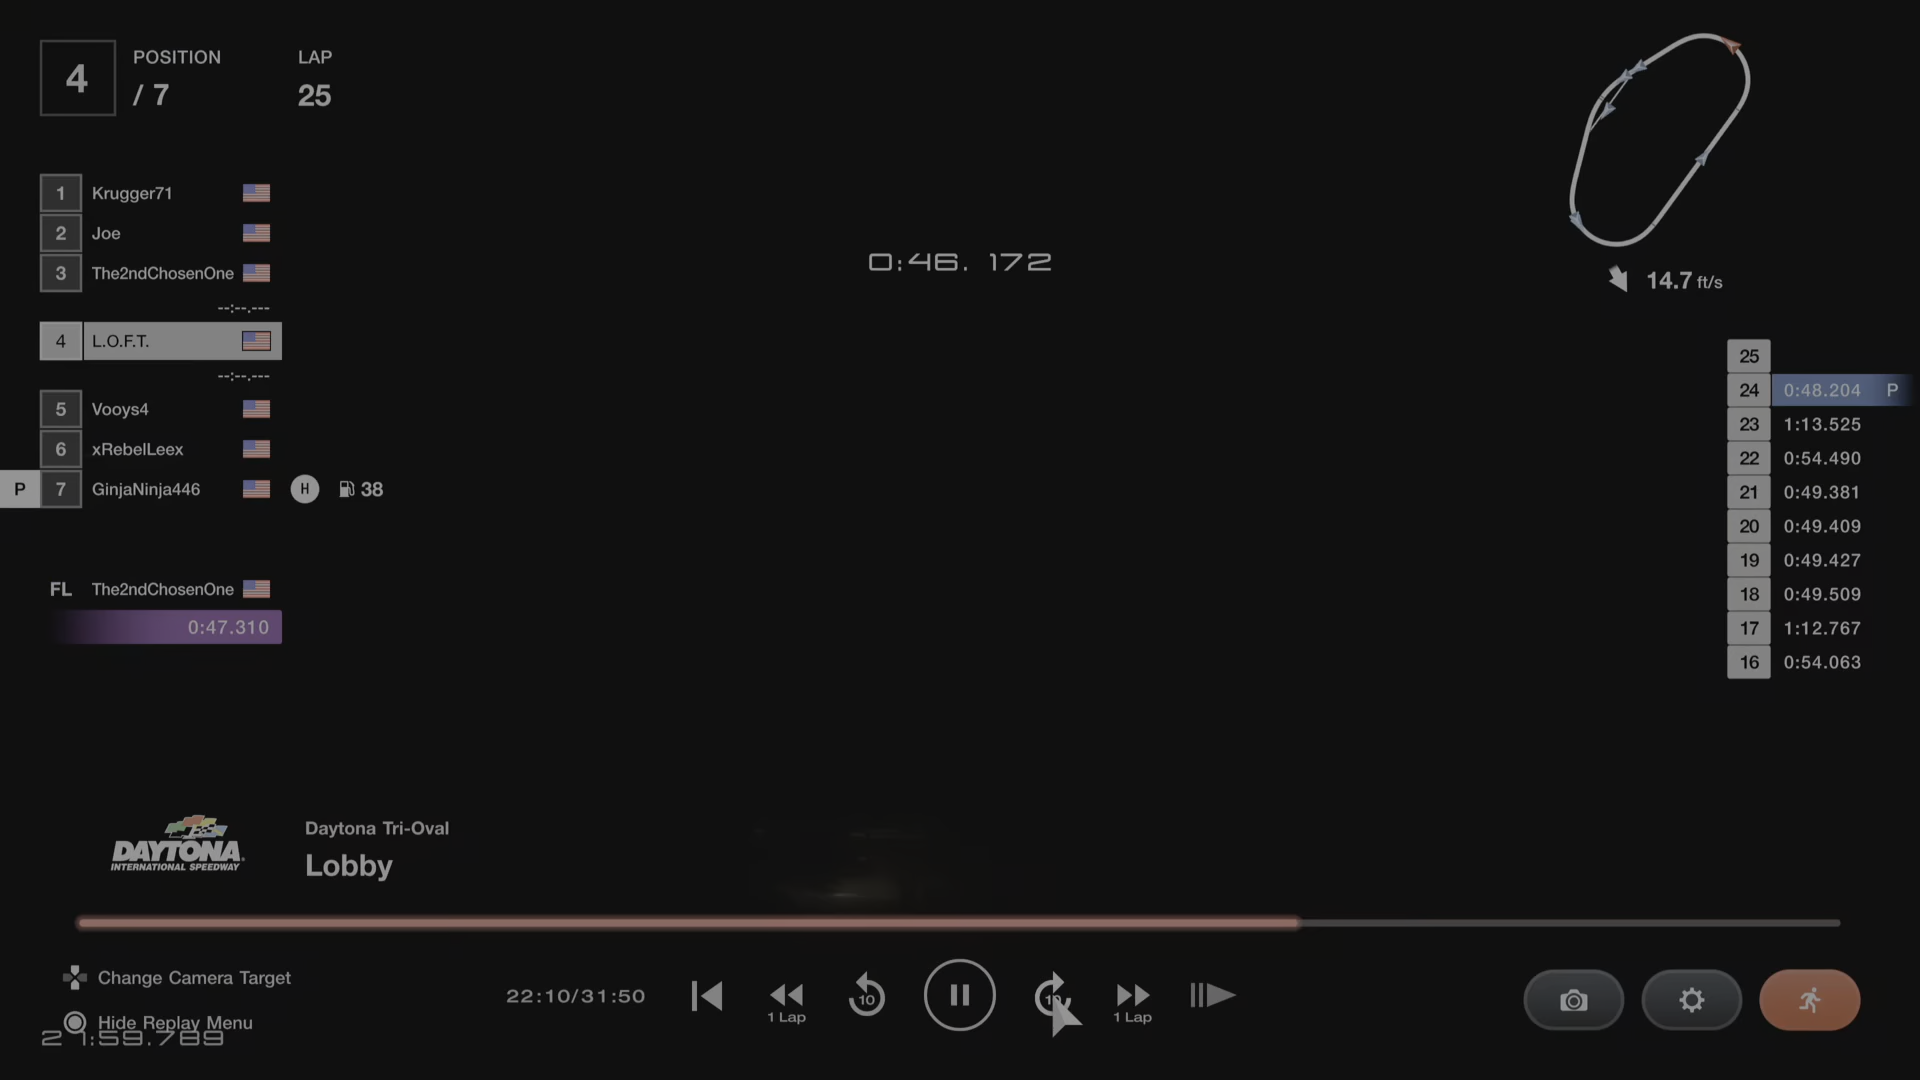 4 POSITION / 7 LAP 25
1 Krugger71
2 Joe
3 The2ndChosenOne
--:--.---
4 L.O.F.T.
--:--.---
5 Vooys4
6 xRebelLeex
P 7 GinjaNinja446 H 38
FL The2ndChosenOne
0:47.310
0:46. 172
14.7 ft/s
25
24 0:48.204 P
23 1:13.525
22 0:54.490
21 0:49.381
20 0:49.409
19 0:49.427
18 0:49.509
17 1:12.767
16 0:54.063
DAYTONA
INTERNATIONAL SPEEDWAY
Daytona Tri-Oval
Lobby
Change Camera Target
Hide Replay Menu
22:10/31:50
1 Lap
10
10
1 Lap
:59.789